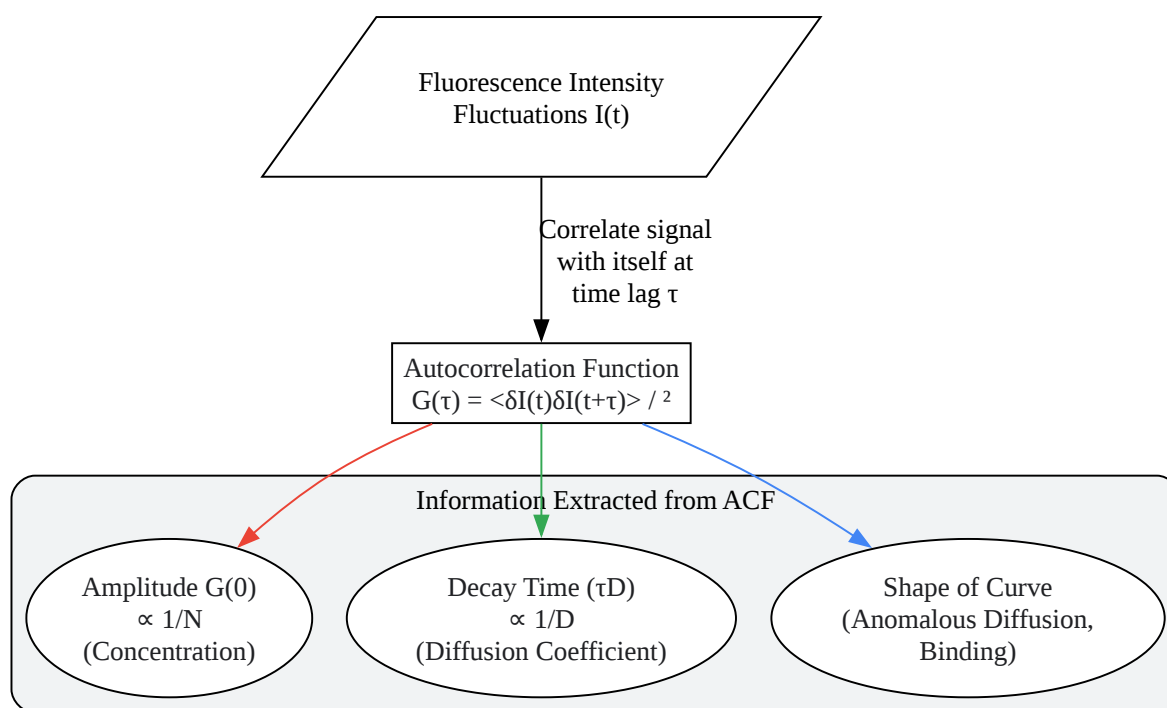 Fluorescence Intensity
Fluctuations I(t)
Correlate signal
with itself at
time lag τ
Autocorrelation Function
G(τ) = <δI(t)δI(t+τ)> / ²
Information Extracted from ACF
Amplitude G(0)
∝ 1/N
(Concentration)
Decay Time (τD)
∝ 1/D
(Diffusion Coefficient)
Shape of Curve
(Anomalous Diffusion,
Binding)